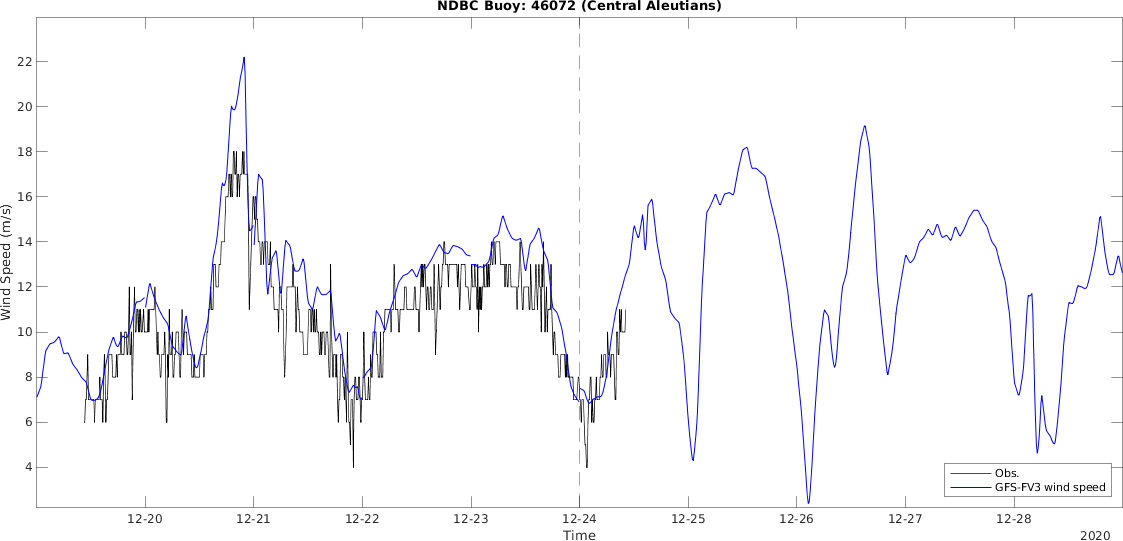 NDBC Buoy: 46072 (Central Aleutians)
22
20
18
16
14
12
10
8
6
4
Wind Speed (m/s)
Obs.
GFS-FV3 wind speed
12-20 12-21 12-22 12-23 12-24 12-25 12-26 12-27 12-28
Time
2020